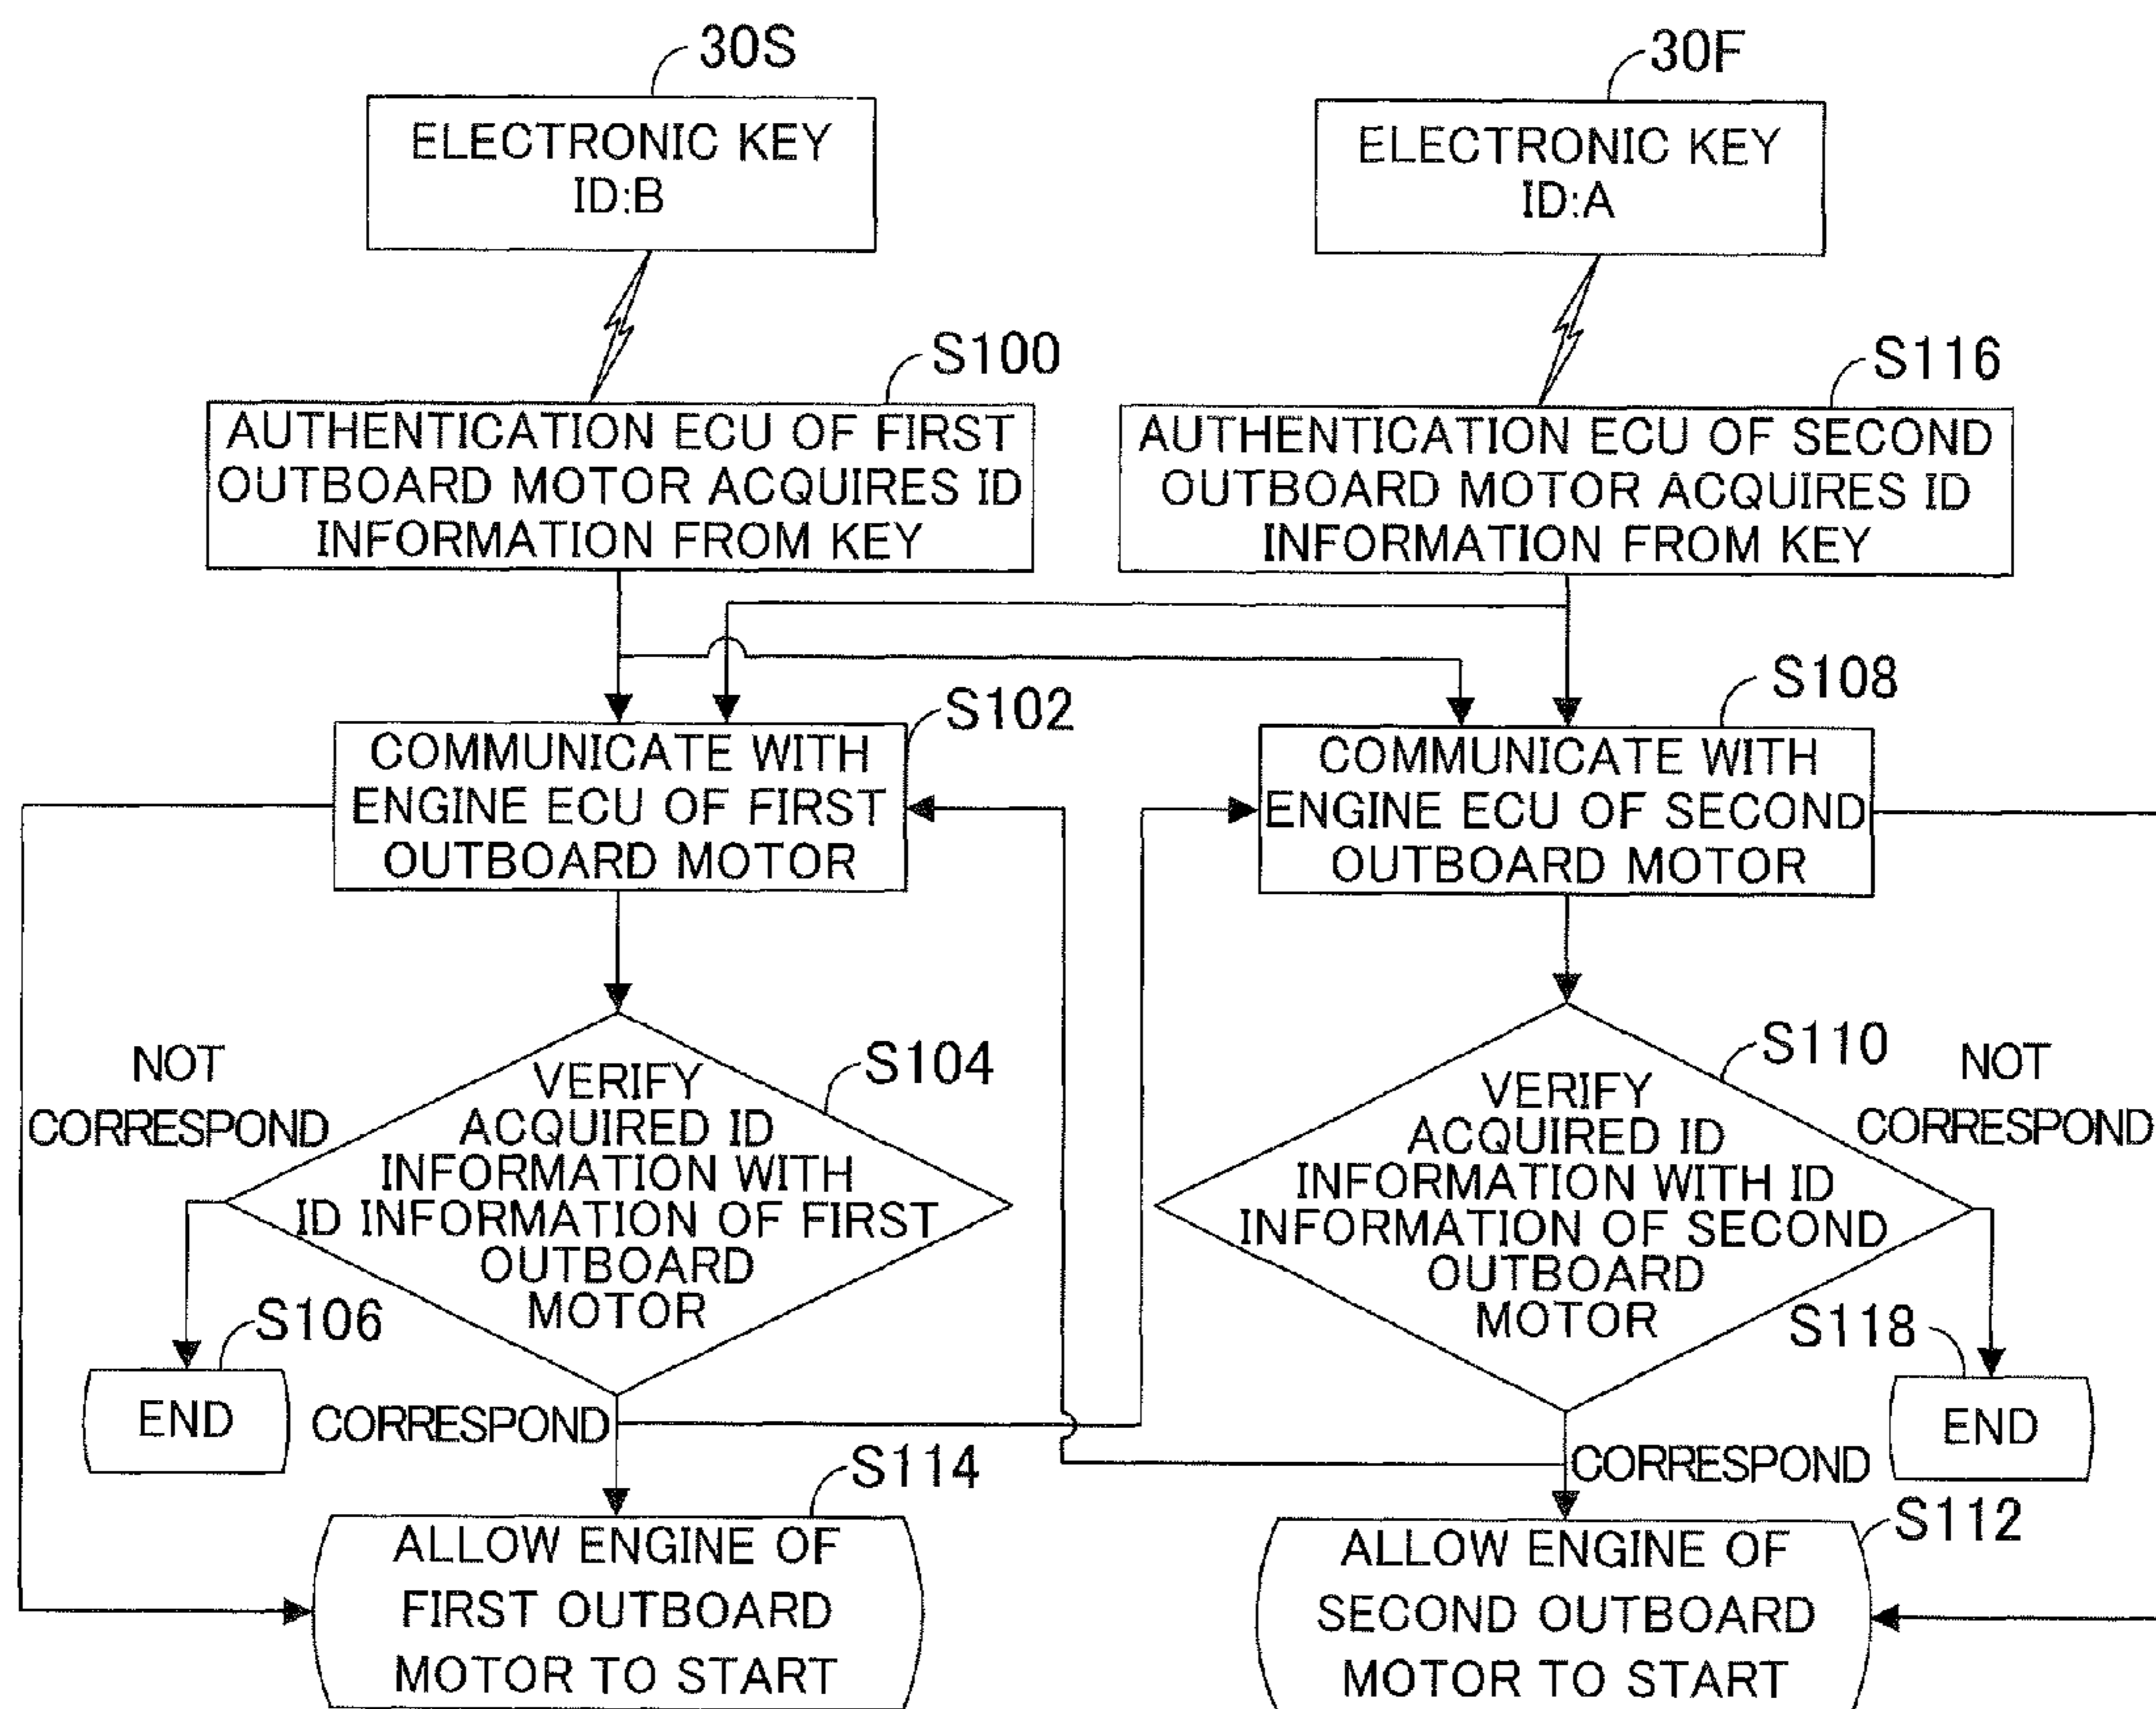 30S
ELECTRONIC KEY
ID:B
30F
ELECTRONIC KEY
ID:A
S100
AUTHENTICATION ECU OF FIRST
OUTBOARD MOTOR ACQUIRES ID
INFORMATION FROM KEY
S116
AUTHENTICATION ECU OF SECOND
OUTBOARD MOTOR ACQUIRES ID
INFORMATION FROM KEY
S102
COMMUNICATE WITH
ENGINE ECU OF FIRST
OUTBOARD MOTOR
S108
COMMUNICATE WITH
ENGINE ECU OF SECOND
OUTBOARD MOTOR
NOT
CORRESPOND
S104
VERIFY
ACQUIRED ID
INFORMATION WITH
ID INFORMATION OF FIRST
OUTBOARD
MOTOR
S110
VERIFY
ACQUIRED ID
INFORMATION WITH ID
INFORMATION OF SECOND
OUTBOARD
MOTOR
NOT
CORRESPOND
S106
END
CORRESPOND
S118
END
CORRESPOND
S114
ALLOW ENGINE OF
FIRST OUTBOARD
MOTOR TO START
S112
ALLOW ENGINE OF
SECOND OUTBOARD
MOTOR TO START